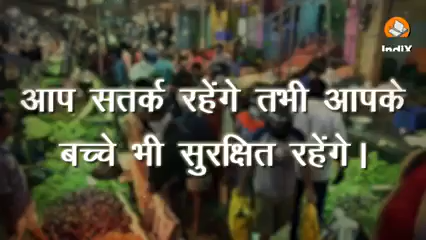 IndiX
आप सतर्क रहेंगे तभी आपके
बच्चे भी सुरक्षित रहेंगे।